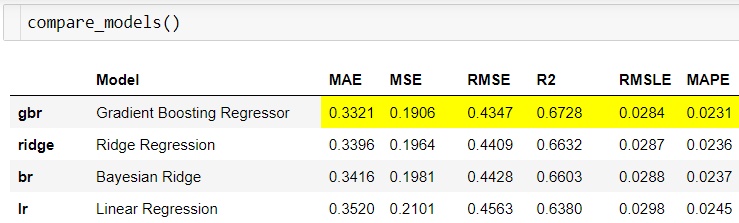 compare_models()
Model MAE MSE RMSE R2 RMSLE MAPE
gbr Gradient Boosting Regressor 0.3321 0.1906 0.4347 0.6728 0.0284 0.0231
ridge Ridge Regression 0.3396 0.1964 0.4409 0.6632 0.0287 0.0236
br Bayesian Ridge 0.3416 0.1981 0.4428 0.6603 0.0288 0.0237
lr Linear Regression 0.3520 0.2101 0.4563 0.6380 0.0298 0.0245